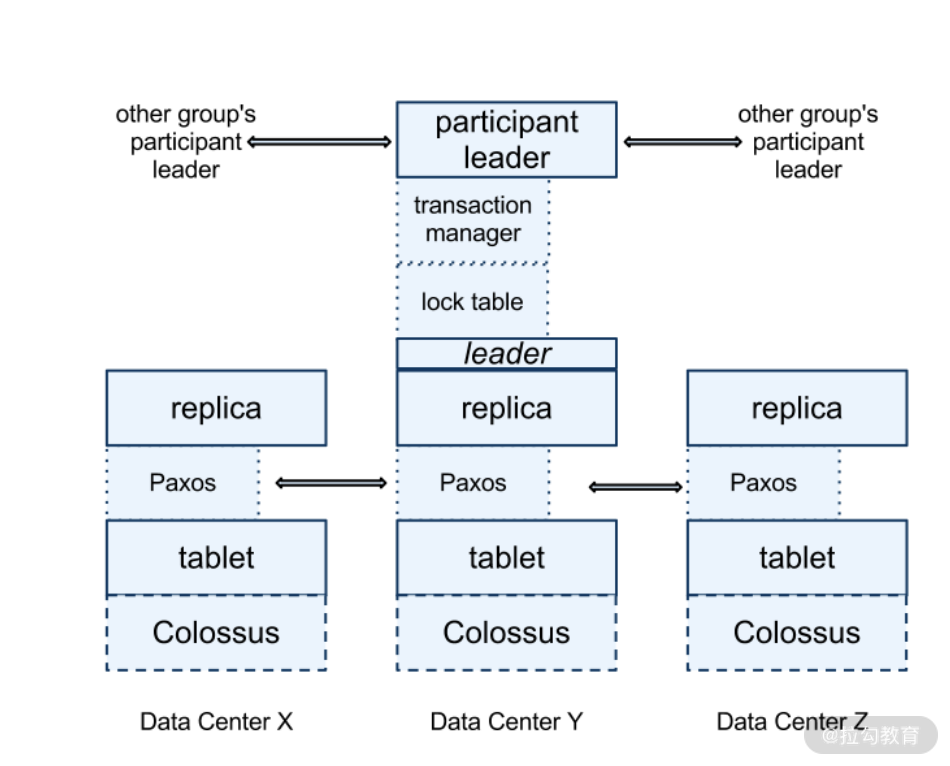 other group's
participant
leader
participant
leader
other group's
participant
leader
transaction
manager
lock table
leader
replica
replica
replica
Paxos
Paxos
Paxos
tablet
tablet
tablet
Colossus
Colossus
Colossus
Data Center X
Data Center Y
Data Center Z
@拉勾教育